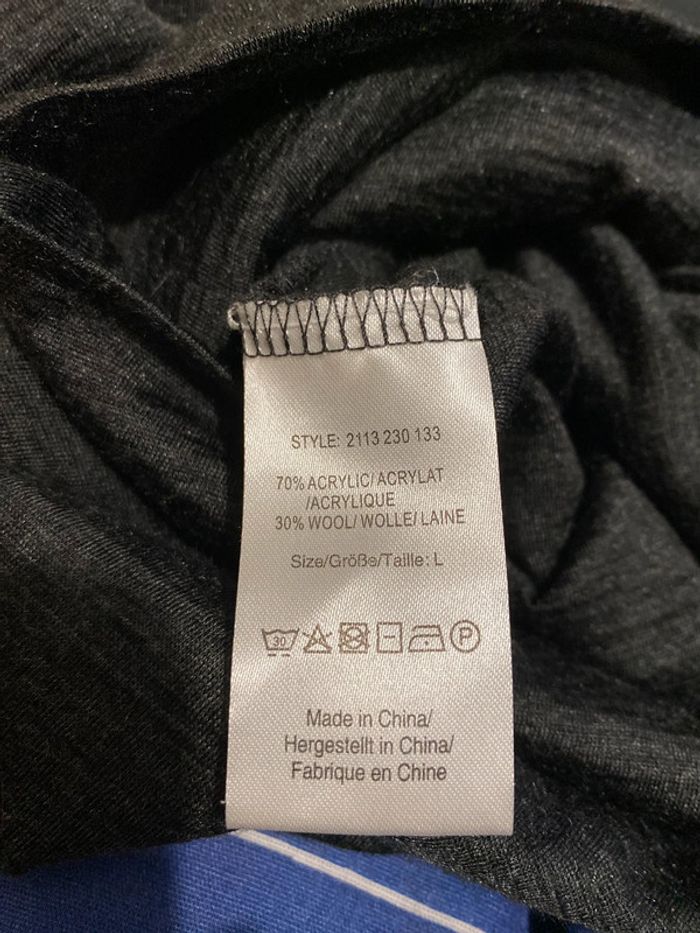 STYLE: 2113 230 133
70% ACRYLIC/ ACRYLAT
/ACRYLIQUE
30% WOOL/ WOLLE/ LAINE
Size/Größe/Taille: L
30 P
Made in China/
Hergestellt in China/
Fabrique en Chine